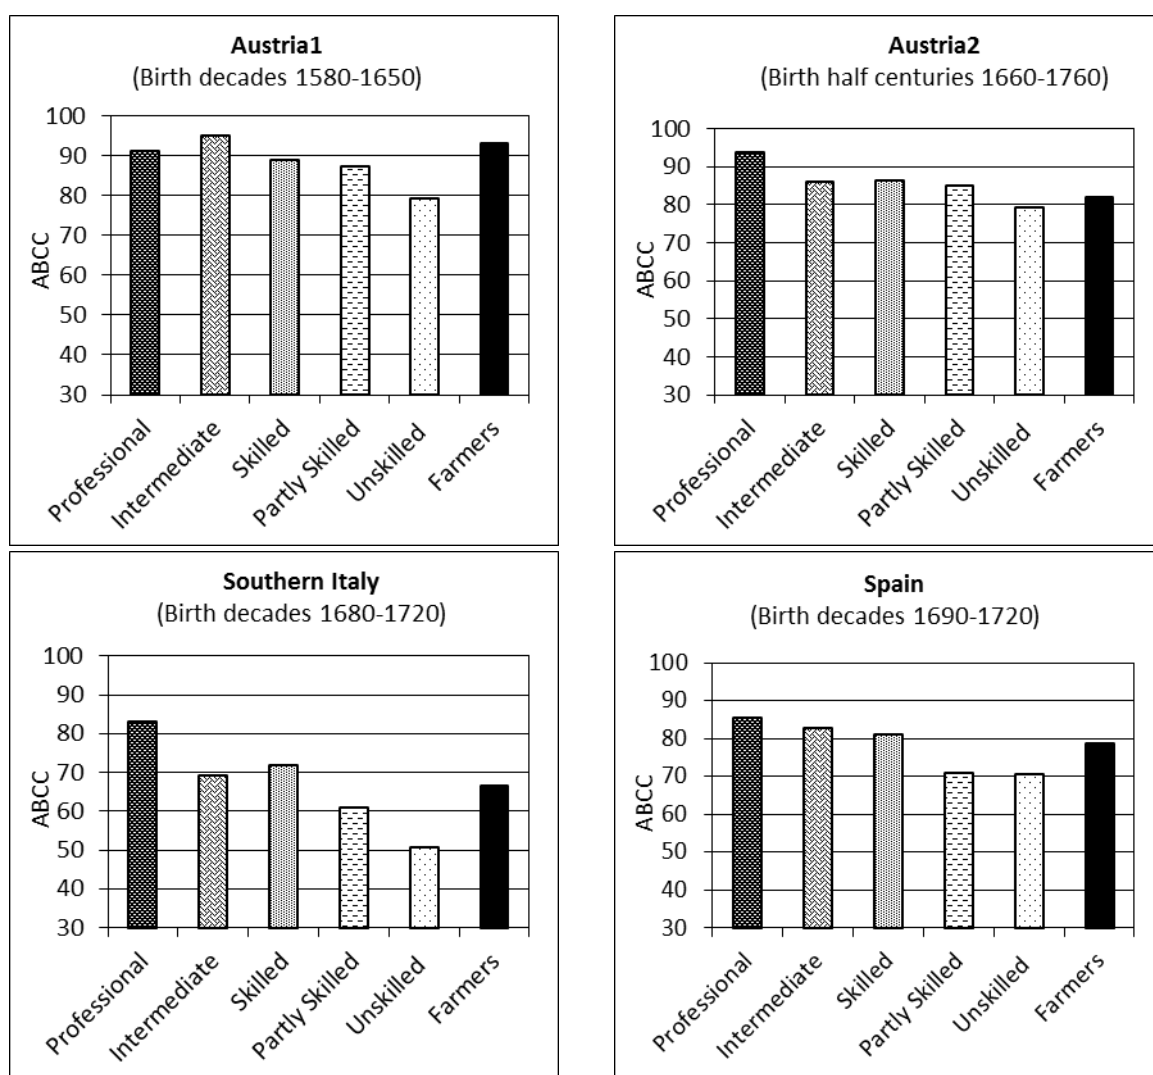 Austria1
(Birth decades 1580-1650)
100
90
80
70
60
50
40
30
ABCC
Professional
Intermediate
Skilled
Partly Skilled
Unskilled
Farmers
Austria2
(Birth half centuries 1660-1760)
100
90
80
70
60
50
40
30
ABCC
Professional
Intermediate
Skilled
Partly Skilled
Unskilled
Farmers
Southern Italy
(Birth decades 1680-1720)
100
90
80
70
60
50
40
30
ABCC
Professional
Intermediate
Skilled
Partly Skilled
Unskilled
Farmers
Spain
(Birth decades 1690-1720)
100
90
80
70
60
50
40
30
ABCC
Professional
Intermediate
Skilled
Partly Skilled
Unskilled
Farmers